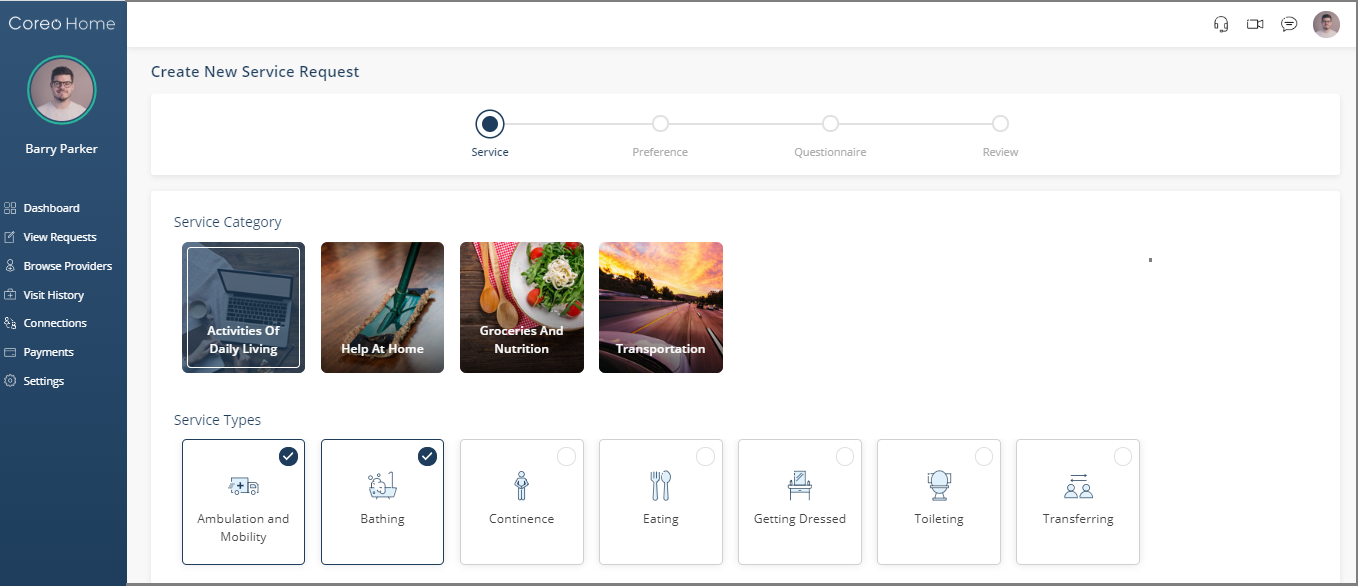 Coreo Home
Barry Parker
Dashboard
View Requests
Browse Providers
Visit History
Connections
Payments
Settings
Create New Service Request
Service
Preference
Questionnaire
Review
Service Category
Activities Of
Daily Living
Help At Home
Groceries And
Nutrition
Transportation
Service Types
Ambulation and
Mobility
Bathing
Continence
Eating
Getting Dressed
Toileting
Transferring